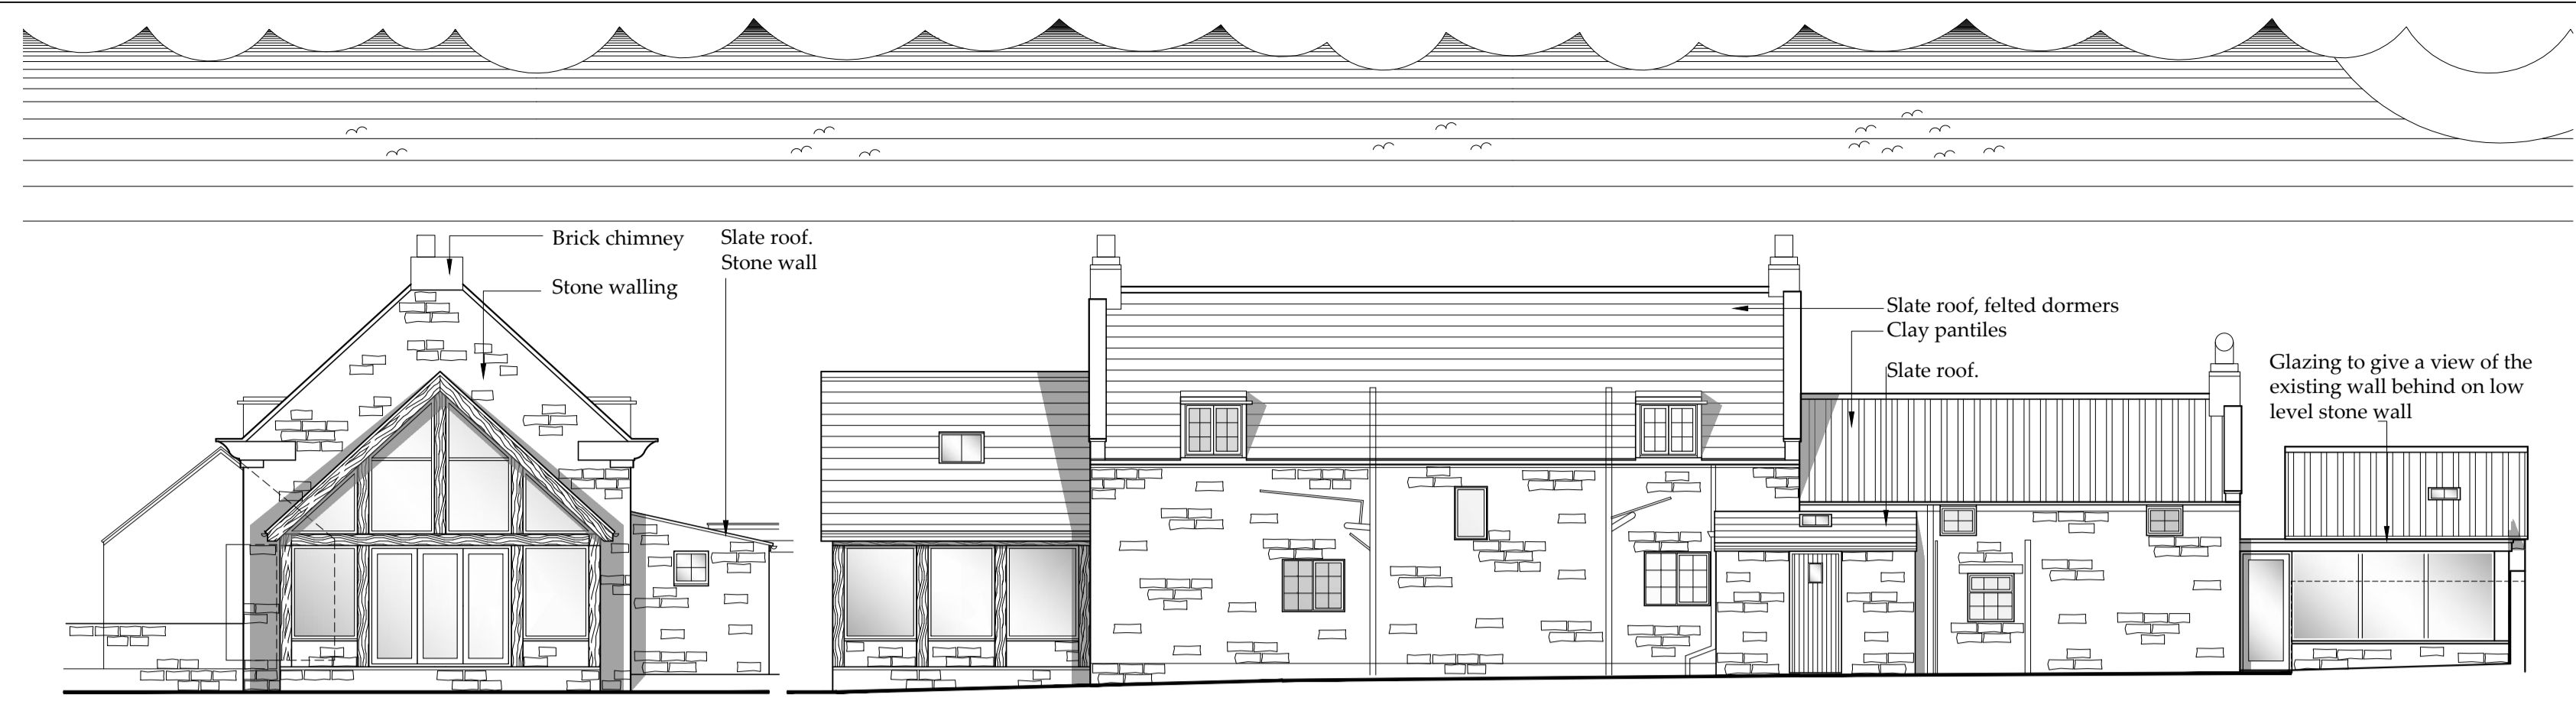 Brick chimney
Stone walling
Slate roof.
Stone wall
Slate roof, felted dormers
Clay pantiles
Slate roof.
Glazing to give a view of the
existing wall behind on low
level stone wall